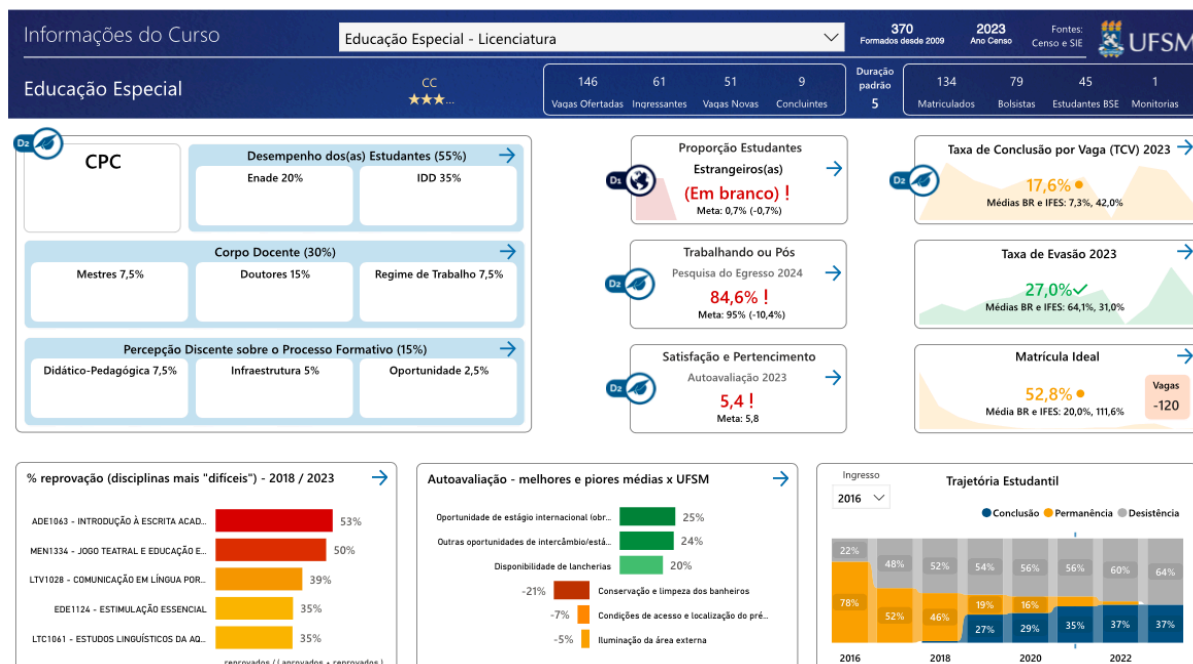 Informações do Curso
Educação Especial - Licenciatura
370
Formados desde 2009
2023
Ano Censo
Fontes:
Censo e SIE
UFSM
Educação Especial
CC
★★★...
146
Vagas Ofertadas
61
Ingressantes
51
Vagas Novas
9
Concluintes
Duração
padrão
5
134
Matriculados
79
Bolsistas
45
Estudantes BSE
1
Monitorias
D2
CPC
Desempenho dos(as) Estudantes (55%)
Enade 20%
IDD 35%
Corpo Docente (30%)
Mestres 7,5%
Doutores 15%
Regime de Trabalho 7,5%
Percepção Discente sobre o Processo Formativo (15%)
Didático-Pedagógica 7,5%
Infraestrutura 5%
Oportunidade 2,5%
D1
Proporção Estudantes
Estrangeiros(as)
(Em branco) !
Meta: 0,7% (-0,7%)
D2
Trabalhando ou Pós
Pesquisa do Egresso 2024
84,6% !
Meta: 95% (-10,4%)
D2
Satisfação e Pertencimento
Autoavaliação 2023
5,4 !
Meta: 5,8
D2
Taxa de Conclusão por Vaga (TCV) 2023
17,6%
Médias BR e IFES: 7,3%, 42,0%
Taxa de Evasão 2023
27,0%
Médias BR e IFES: 64,1%, 31,0%
Matrícula Ideal
52,8%
Média BR e IFES: 20,0%, 111,6%
Vagas
-120
% reprovação (disciplinas mais "difíceis") - 2018 / 2023
ADE1063 - INTRODUÇÃO À ESCRITA ACAD... 53%
MEN1334 - JOGO TEATRAL E EDUCAÇÃO E... 50%
LTV1028 - COMUNICAÇÃO EM LÍNGUA POR... 39%
EDE1124 - ESTIMULAÇÃO ESSENCIAL 35%
LTC1061 - ESTUDOS LINGUÍSTICOS DA AQ... 35%
reprovados / ( aprovados + reprovados )
Autoavaliação - melhores e piores médias x UFSM
Oportunidade de estágio internacional (obr... 25%
Outras oportunidades de intercâmbio/está... 24%
Disponibilidade de lancherias 20%
-21% Conservação e limpeza dos banheiros
-7% Condições de acesso e localização do pré...
-5% Iluminação da área externa
Ingresso
2016
Trajetória Estudantil
Conclusão Permanência Desistência
22% 48% 52% 54% 56% 56% 60% 64%
78% 52% 46% 19% 16%
27% 29% 35% 37% 37%
2016 2018 2020 2022